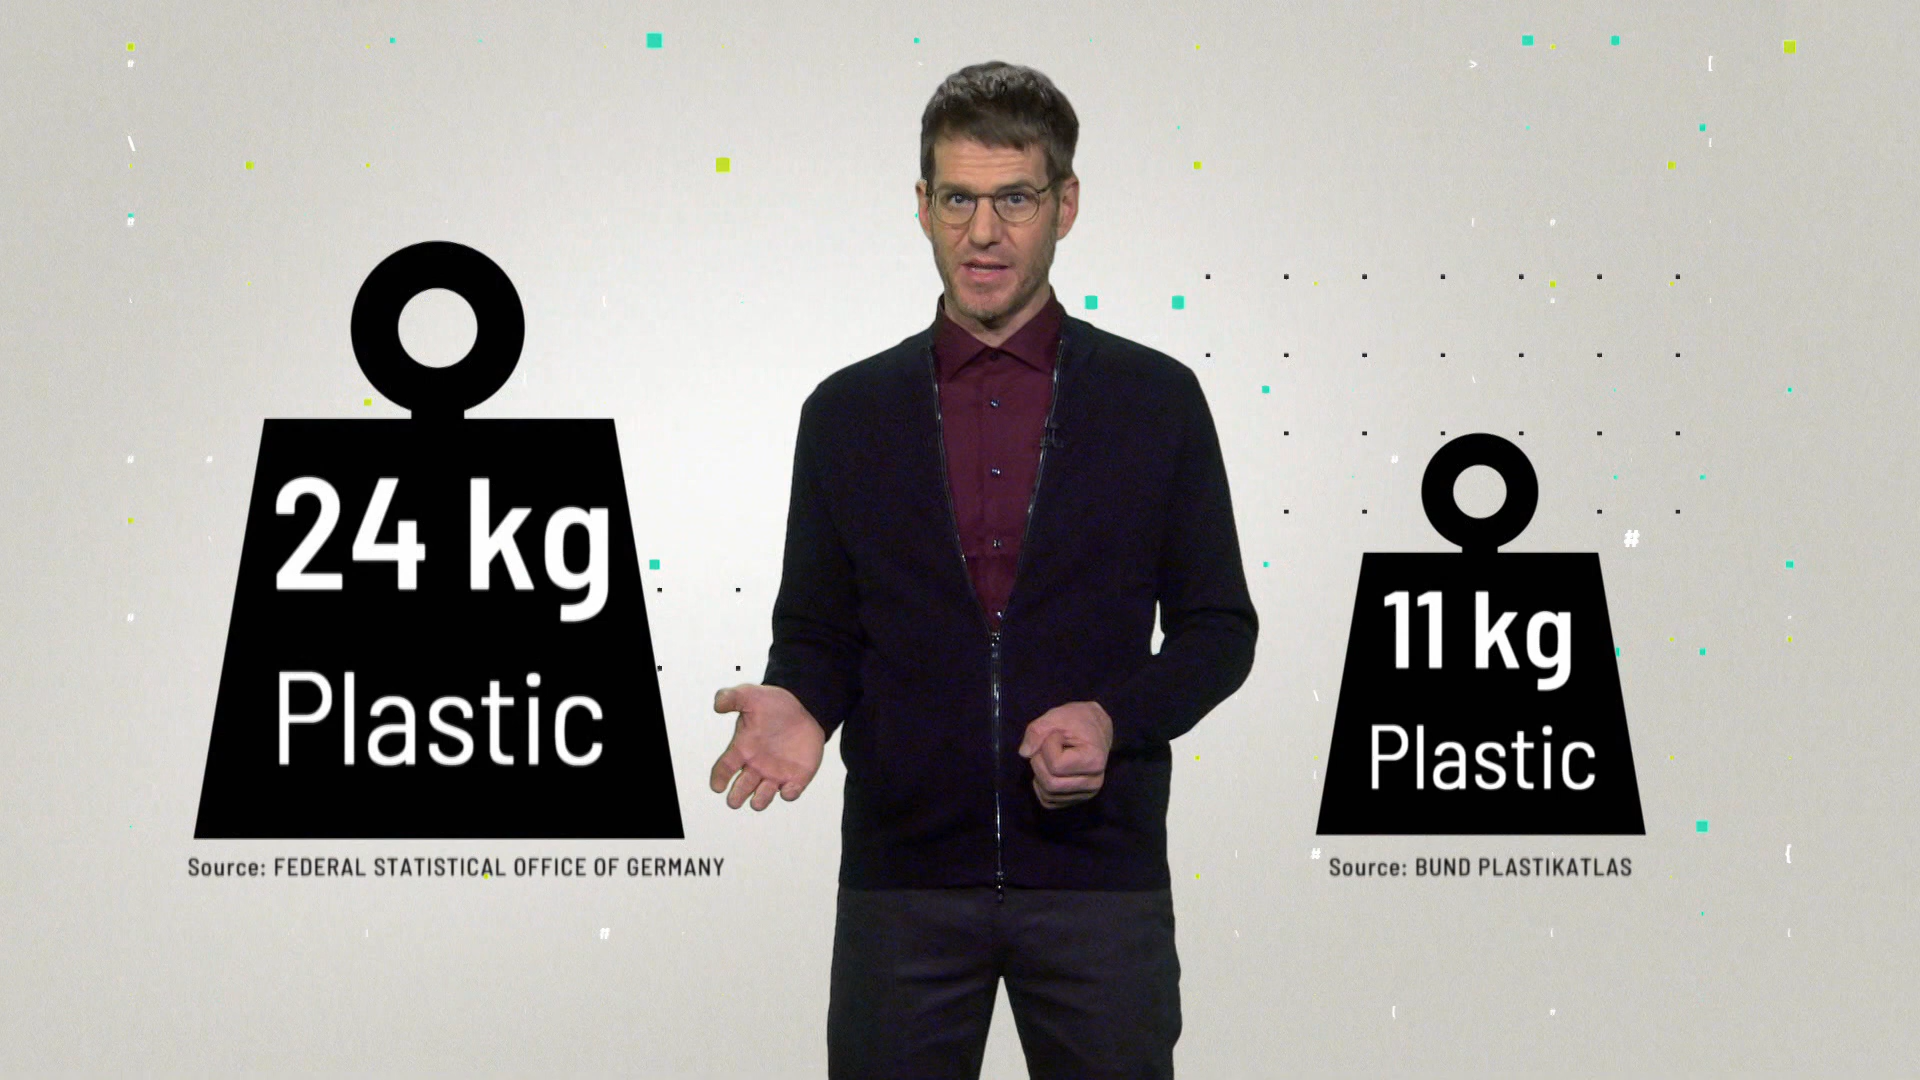 24 kg
Plastic
Source: FEDERAL STATISTICAL OFFICE OF GERMANY
11 kg
Plastic
Source: BUND PLASTIKATLAS